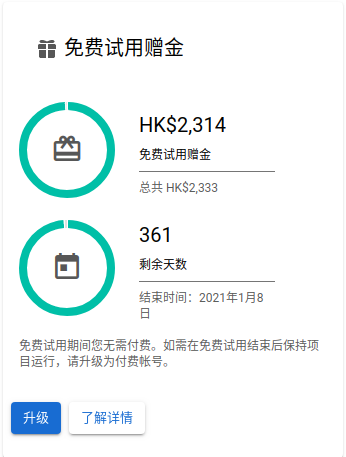 免费试用赠金
HK$2,314
免费试用赠金
总共 HK$2,333
361
剩余天数
结束时间：2021年1月8
日
免费试用期间您无需付费。如需在免费试用结束后保持项
目运行，请升级为付费帐号。
升级
了解详情